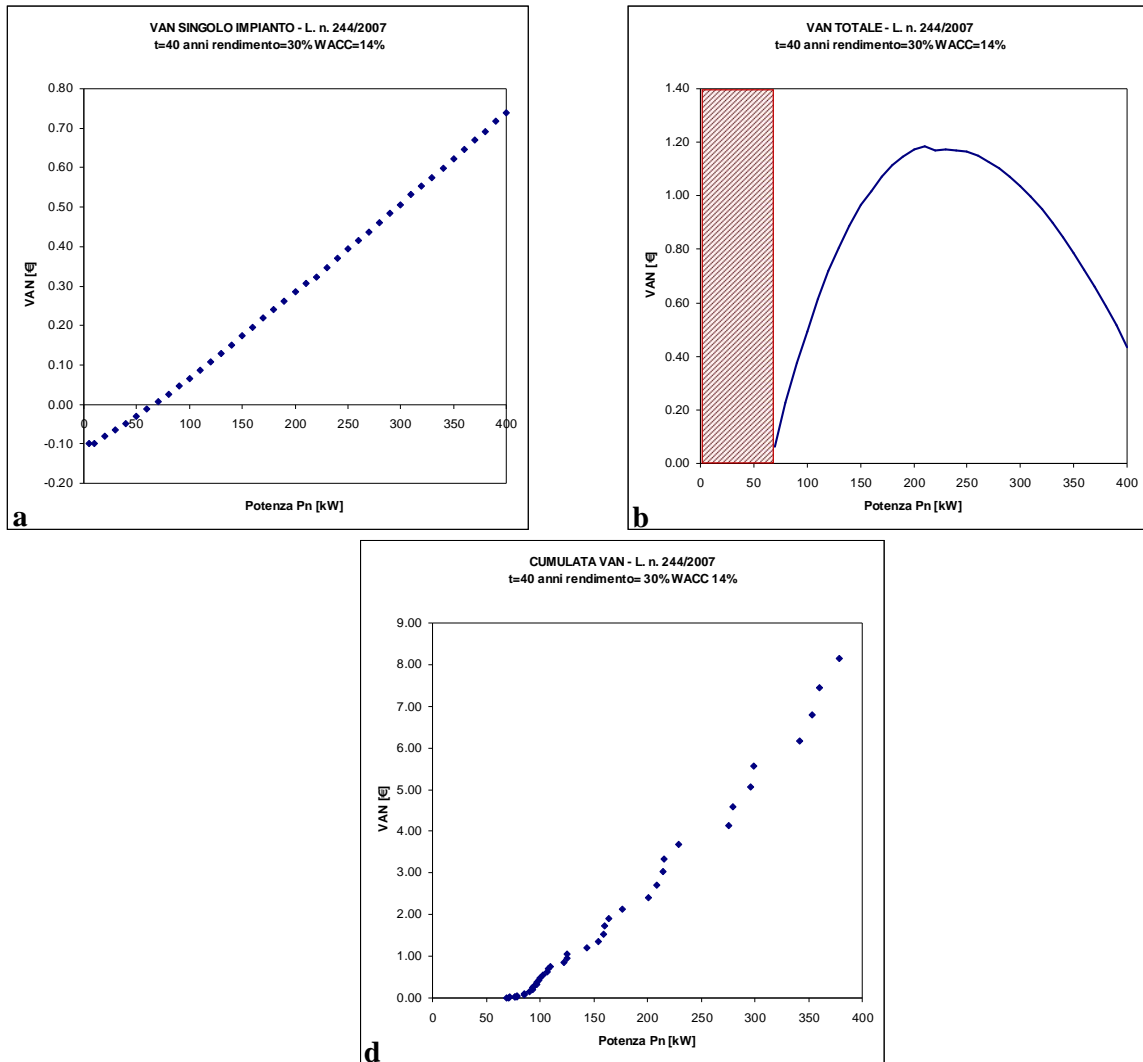 VAN SINGOLO IMPIANTO - L. n. 244/2007
t=40 anni rendimento=30% WACC=14%
0.80
0.70
0.60
0.50
0.40
0.30
0.20
0.10
0.00
-0.10
-0.20
0 50 100 150 200 250 300 350 400
VAN [€]
Potenza Pn [kW]
a
VAN TOTALE - L. n. 244/2007
t=40 anni rendimento=30% WACC=14%
1.40
1.20
1.00
0.80
0.60
0.40
0.20
0.00
0 50 100 150 200 250 300 350 400
VAN [€]
Potenza Pn [kW]
b
CUMULATA VAN - L. n. 244/2007
t=40 anni rendimento= 30% WACC 14%
9.00
8.00
7.00
6.00
5.00
4.00
3.00
2.00
1.00
0.00
0 50 100 150 200 250 300 350 400
VAN [€]
Potenza Pn [kW]
d